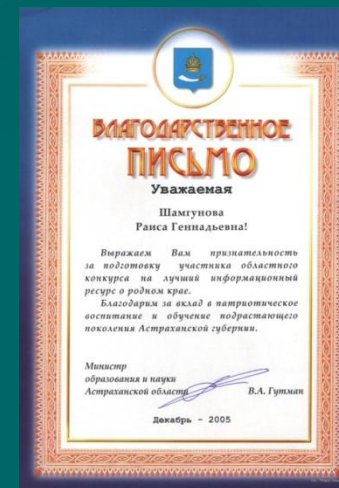 БЛАГОДАРСТВЕННОЕ
ПИСЬМО
Уважаемая
Шамгунова
Раиса Геннадьевна!
Выражаем Вам признательность
за подготовку участника областного
конкурса на лучший информационный
ресурс о родном крае.
Благодарим за вклад в патриотическое
воспитание и обучение подрастающего
поколения Астраханской губернии.
Министр
образования и науки
Астраханской области
В.А. Гутман
Декабрь - 2005